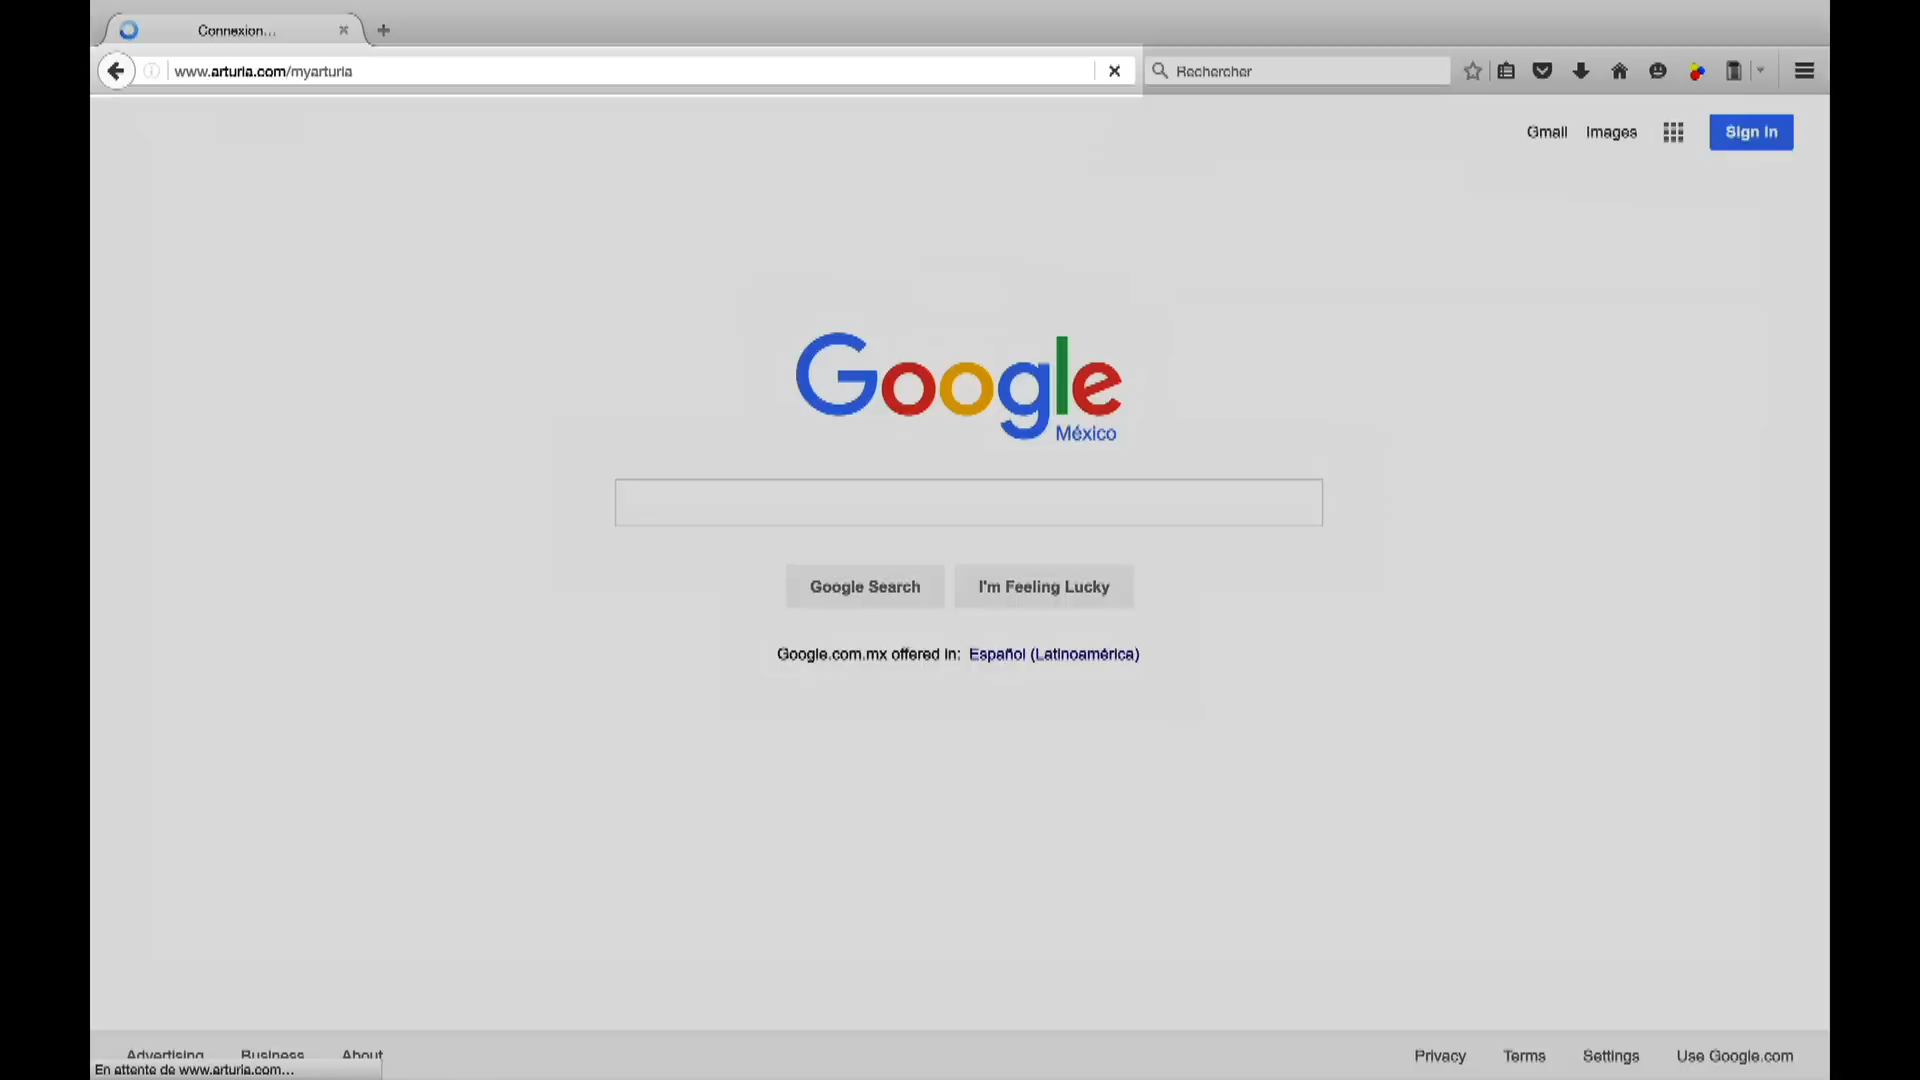 Connexion...
www.arturia.com/myarturia
Rechercher
Gmail Images Sign in
Google
México
Google Search I'm Feeling Lucky
Google.com.mx offered in: Español (Latinoamérica)
Advertising Business About
Privacy Terms Settings Use Google.com
En attente de www.arturia.com...